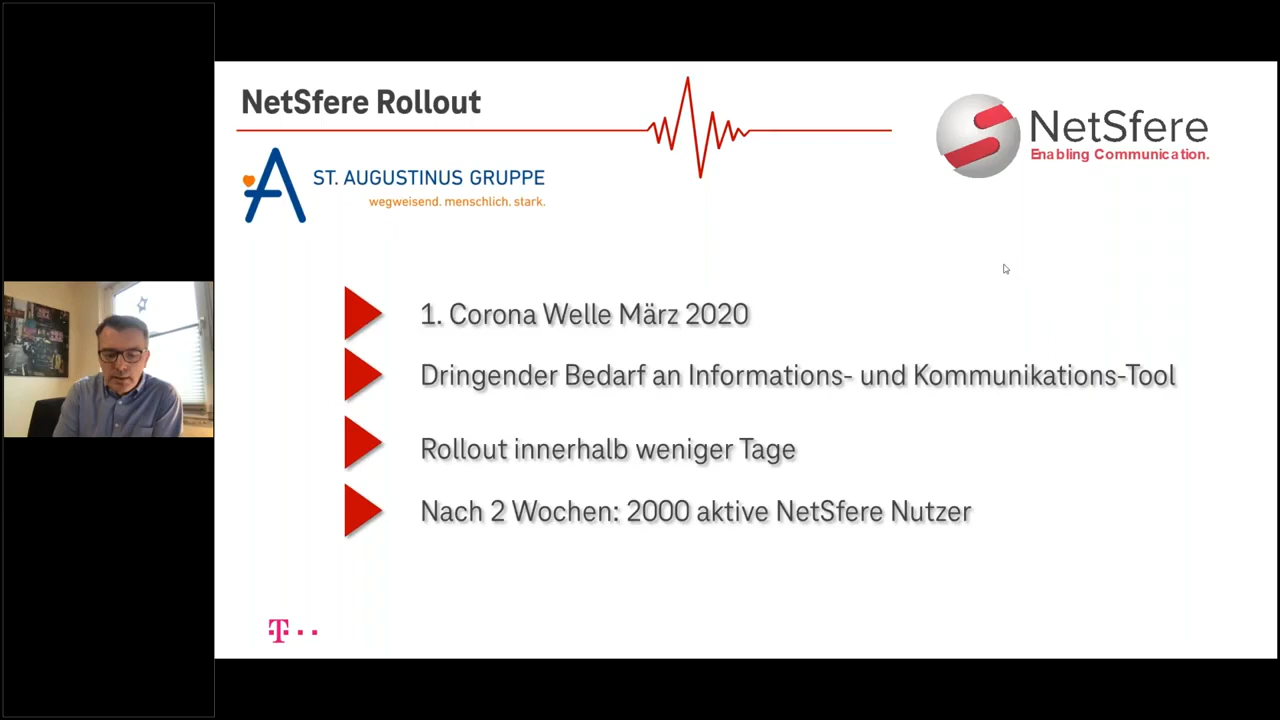 NetSfere Rollout
NetSfere
Enabling Communication.
ST. AUGUSTINUS GRUPPE
wegweisend. menschlich. stark.
1. Corona Welle März 2020
Dringender Bedarf an Informations- und Kommunikations-Tool
Rollout innerhalb weniger Tage
Nach 2 Wochen: 2000 aktive NetSfere Nutzer
T··